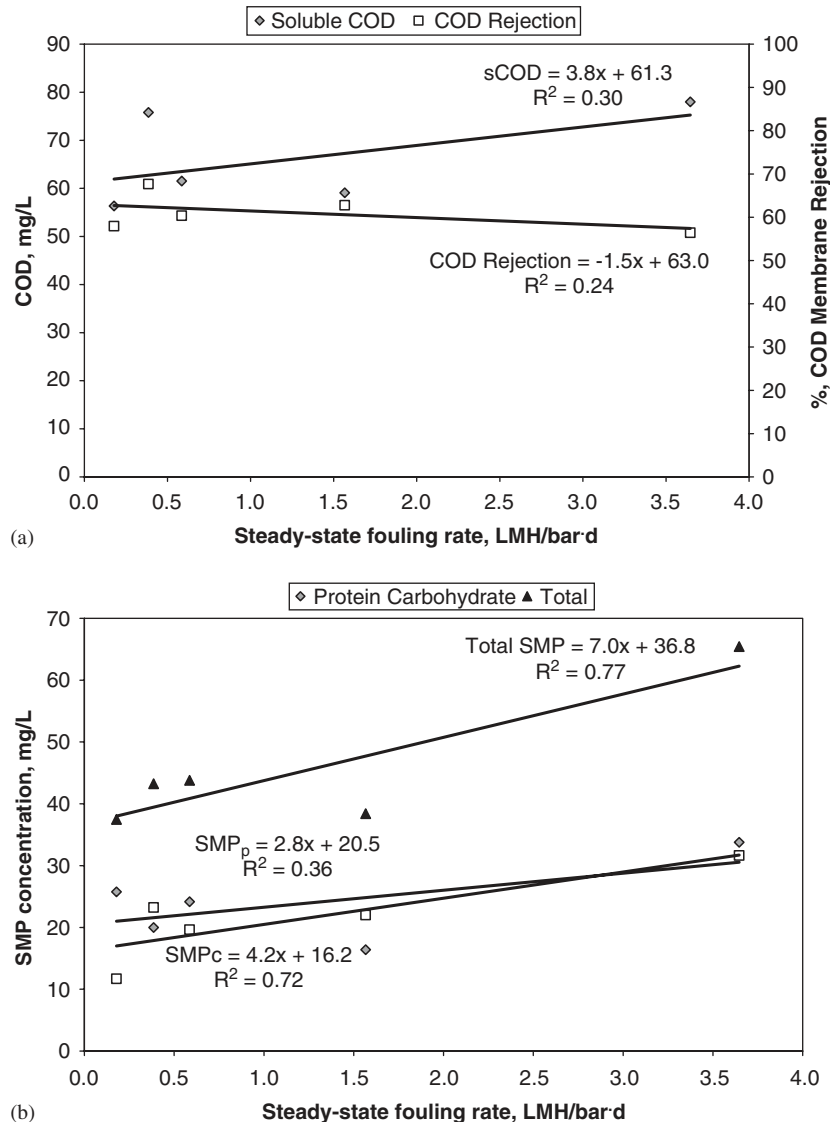 Soluble COD COD Rejection
90
80
70
60
50
40
30
20
10
0
COD, mg/L
sCOD = 3.8x + 61.3
R² = 0.30
COD Rejection = -1.5x + 63.0
R² = 0.24
100
90
80
70
60
50
40
30
20
10
0
%, COD Membrane Rejection
0.0 0.5 1.0 1.5 2.0 2.5 3.0 3.5 4.0
(a) Steady-state fouling rate, LMH/bar·d
Protein Carbohydrate Total
70
60
50
40
30
20
10
0
SMP concentration, mg/L
Total SMP = 7.0x + 36.8
R² = 0.77
SMPp = 2.8x + 20.5
R² = 0.36
SMPc = 4.2x + 16.2
R² = 0.72
0.0 0.5 1.0 1.5 2.0 2.5 3.0 3.5 4.0
(b) Steady-state fouling rate, LMH/bar·d